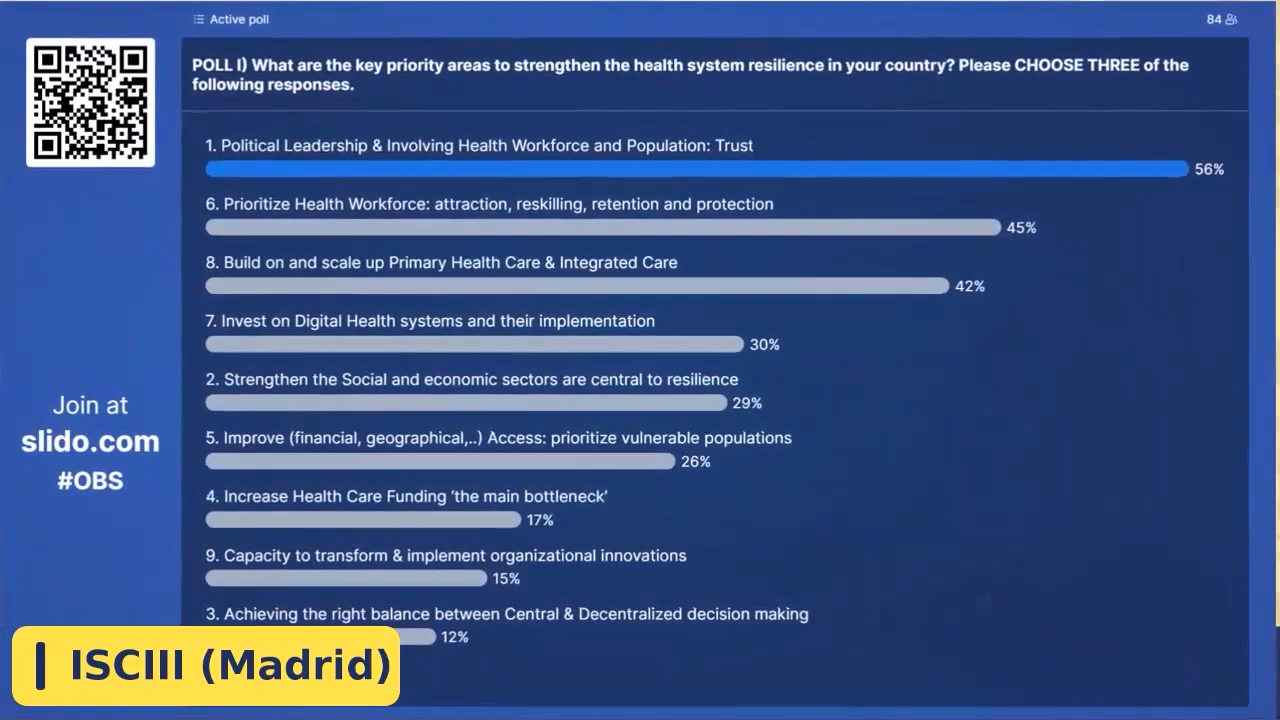 Active poll
84
POLL I) What are the key priority areas to strengthen the health system resilience in your country? Please CHOOSE THREE of the
following responses.
1. Political Leadership & Involving Health Workforce and Population: Trust
56%
6. Prioritize Health Workforce: attraction, reskilling, retention and protection
45%
8. Build on and scale up Primary Health Care & Integrated Care
42%
7. Invest on Digital Health systems and their implementation
30%
2. Strengthen the Social and economic sectors are central to resilience
29%
5. Improve (financial, geographical,..) Access: prioritize vulnerable populations
26%
4. Increase Health Care Funding ‘the main bottleneck’
17%
9. Capacity to transform & implement organizational innovations
15%
3. Achieving the right balance between Central & Decentralized decision making
12%
Join at
slido.com
#OBS
ISCIII (Madrid)